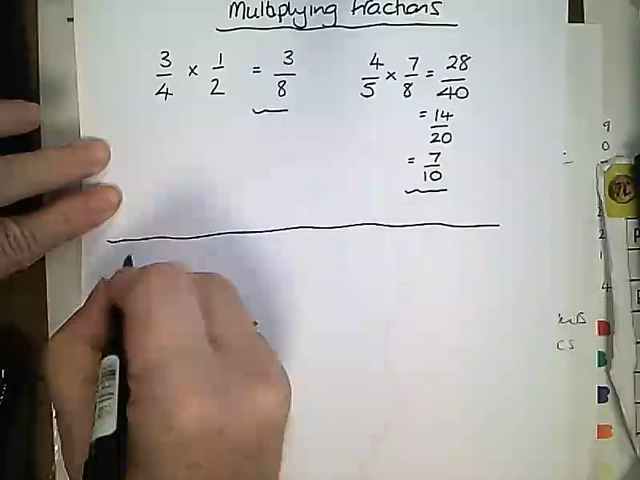 Multiplying fractions
3/4 × 1/2 = 3/8
4/5 × 7/8 = 28/40
= 14/20
= 7/10